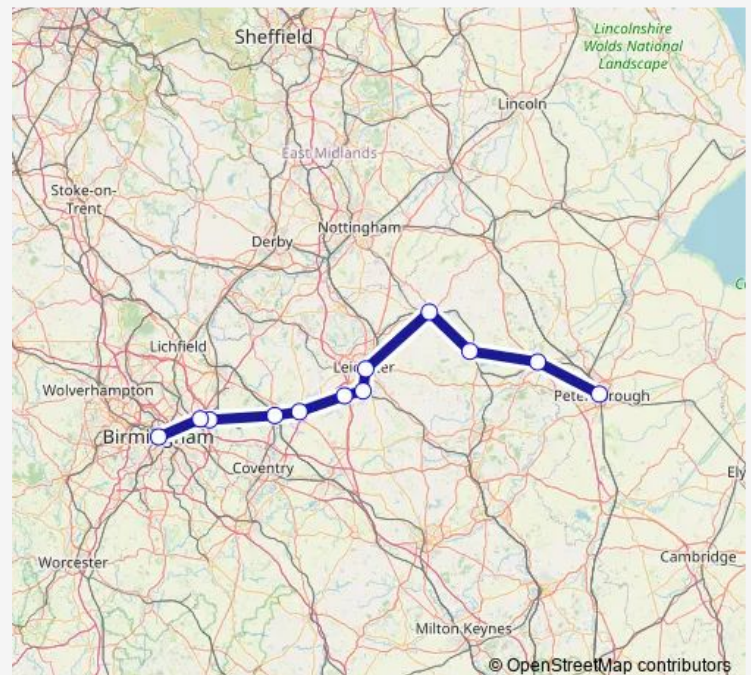 Sheffield
Lincolnshire
Wolds National
Landscape
Lincoln
East Midlands
Stoke-on-
Trent
Nottingham
Derby
Lichfield
Wolverhampton
Birmingham
Coventry
Worcester
Cambridge
Milton Keynes
Ely
© OpenStreetMap contributors